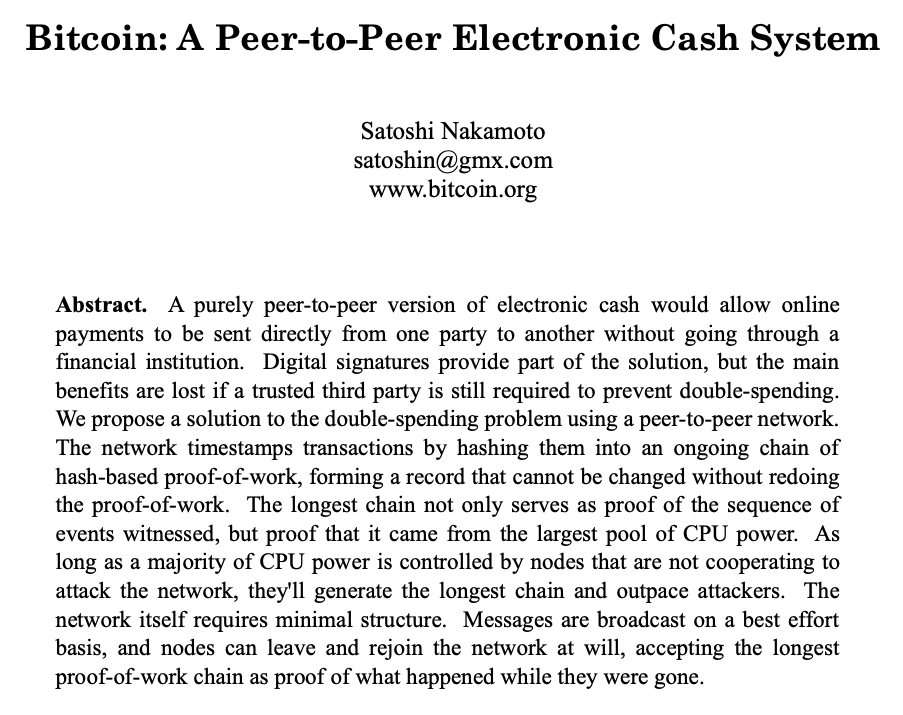 Bitcoin: A Peer-to-Peer Electronic Cash System
Satoshi Nakamoto
satoshin@gmx.com
www.bitcoin.org
Abstract. A purely peer-to-peer version of electronic cash would allow online
payments to be sent directly from one party to another without going through a
financial institution. Digital signatures provide part of the solution, but the main
benefits are lost if a trusted third party is still required to prevent double-spending.
We propose a solution to the double-spending problem using a peer-to-peer network.
The network timestamps transactions by hashing them into an ongoing chain of
hash-based proof-of-work, forming a record that cannot be changed without redoing
the proof-of-work. The longest chain not only serves as proof of the sequence of
events witnessed, but proof that it came from the largest pool of CPU power. As
long as a majority of CPU power is controlled by nodes that are not cooperating to
attack the network, they'll generate the longest chain and outpace attackers. The
network itself requires minimal structure. Messages are broadcast on a best effort
basis, and nodes can leave and rejoin the network at will, accepting the longest
proof-of-work chain as proof of what happened while they were gone.